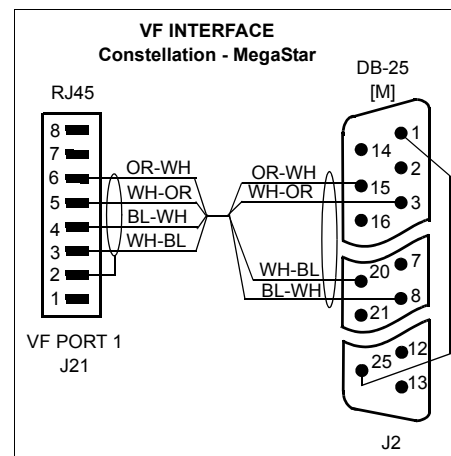 VF INTERFACE
Constellation - MegaStar
RJ45
DB-25
[M]
8
7
6
5
4
3
2
1
OR-WH
WH-OR
BL-WH
WH-BL
OR-WH
WH-OR
WH-BL
BL-WH
1
14
2
15
3
16
7
20
8
21
12
25
13
VF PORT 1
J21
J2